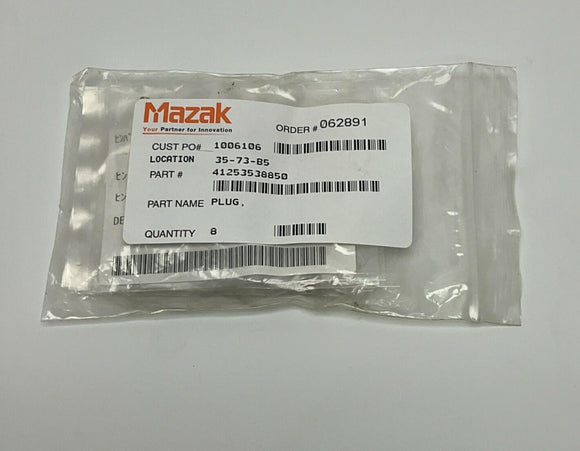 Mazak
Your Partner for Innovation
ORDER # 062891
CUST PO# 1006106
LOCATION 35-73-B5
PART # 41253538850
PART NAME PLUG,
QUANTITY 8
DE